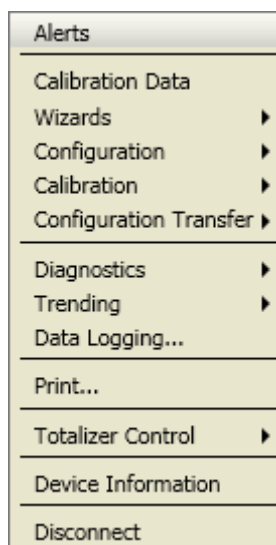 Alerts
Calibration Data
Wizards
Configuration
Calibration
Configuration Transfer
Diagnostics
Trending
Data Logging...
Print...
Totalizer Control
Device Information
Disconnect